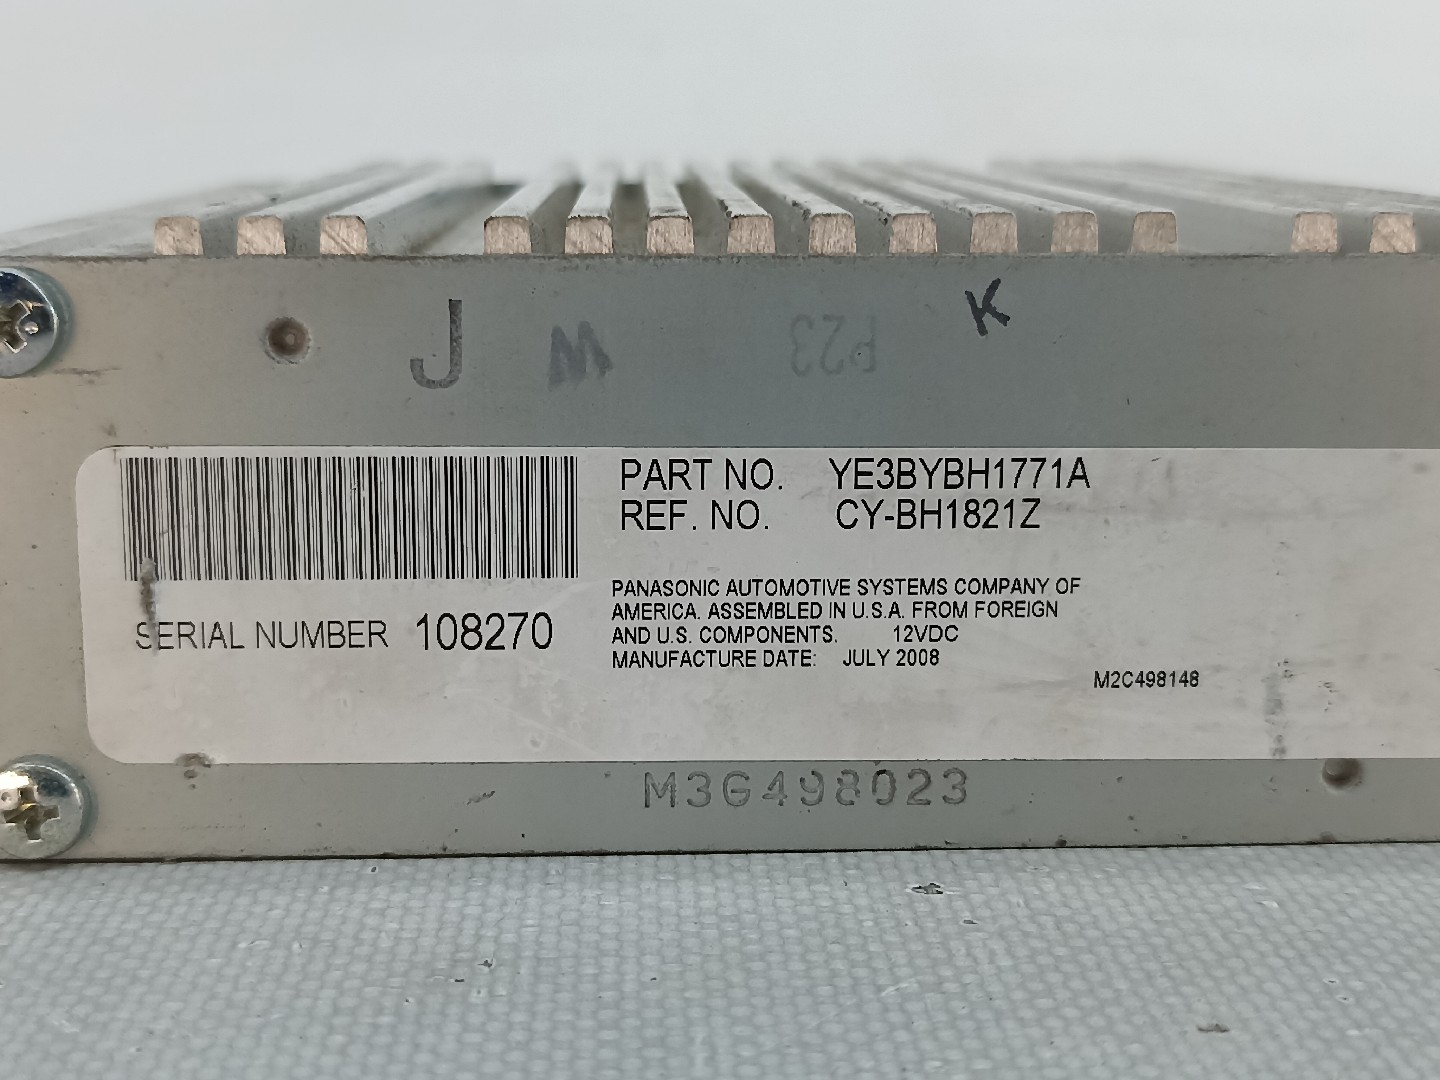 J M P23 K
PART NO. YE3BYBH1771A
REF. NO. CY-BH1821Z
SERIAL NUMBER 108270
PANASONIC AUTOMOTIVE SYSTEMS COMPANY OF
AMERICA. ASSEMBLED IN U.S.A. FROM FOREIGN
AND U.S. COMPONENTS. 12VDC
MANUFACTURE DATE: JULY 2008
M2C498148
M3G498023